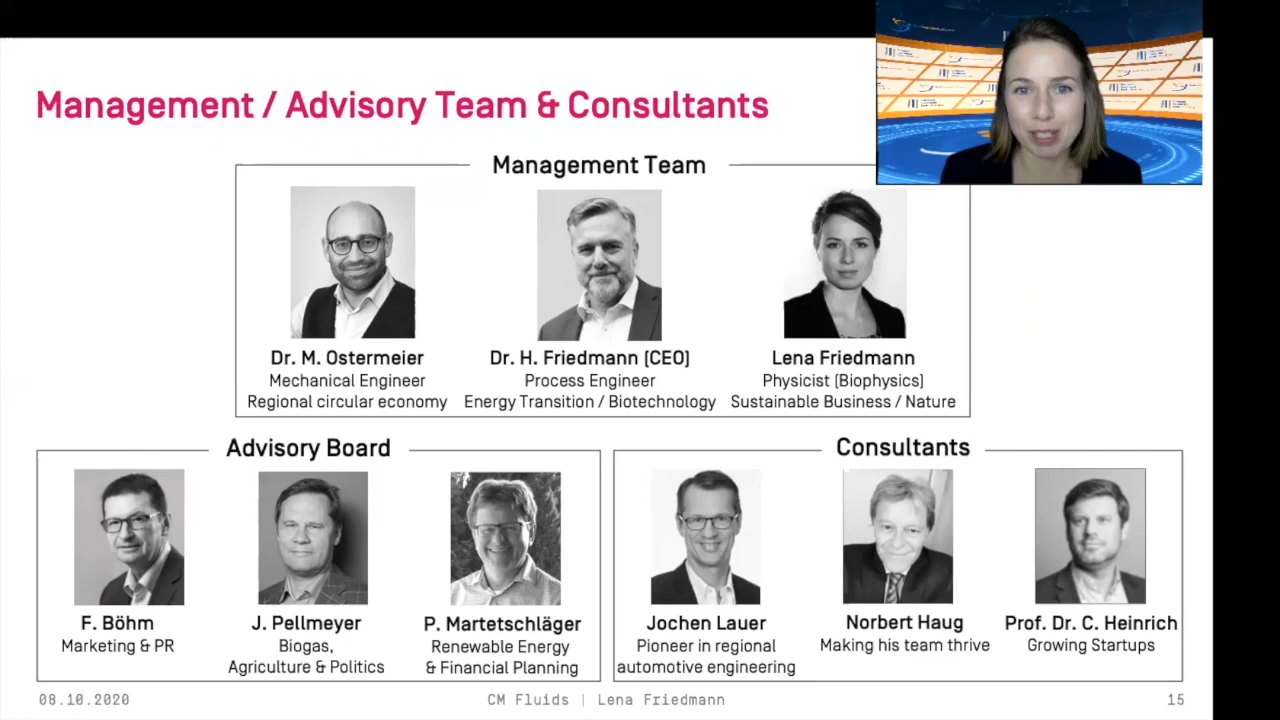 Management / Advisory Team & Consultants
Management Team
Dr. M. Ostermeier
Mechanical Engineer
Regional circular economy
Dr. H. Friedmann (CEO)
Process Engineer
Energy Transition / Biotechnology
Lena Friedmann
Physicist (Biophysics)
Sustainable Business / Nature
Advisory Board
F. Böhm
Marketing & PR
J. Pellmeyer
Biogas,
Agriculture & Politics
P. Martetschläger
Renewable Energy
& Financial Planning
Consultants
Jochen Lauer
Pioneer in regional
automotive engineering
Norbert Haug
Making his team thrive
Prof. Dr. C. Heinrich
Growing Startups
08.10.2020
CM Fluids | Lena Friedmann
15